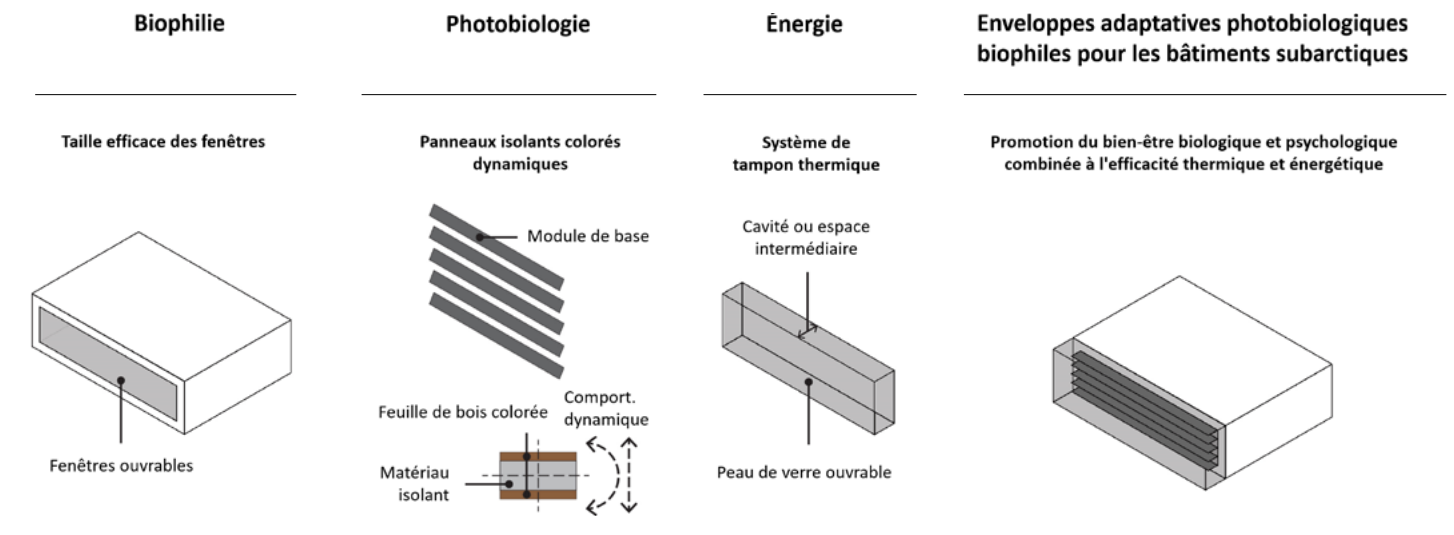 Biophilie
Photobiologie
Énergie
Enveloppes adaptatives photobiologiques
biophiles pour les bâtiments subarctiques
Taille efficace des fenêtres
Panneaux isolants colorés
dynamiques
Système de
tampon thermique
Promotion du bien-être biologique et psychologique
combinée à l'efficacité thermique et énergétique
Fenêtres ouvrables
Module de base
Feuille de bois colorée
Comport.
dynamique
Matériau
isolant
Cavité ou espace
intermédiaire
Peau de verre ouvrable